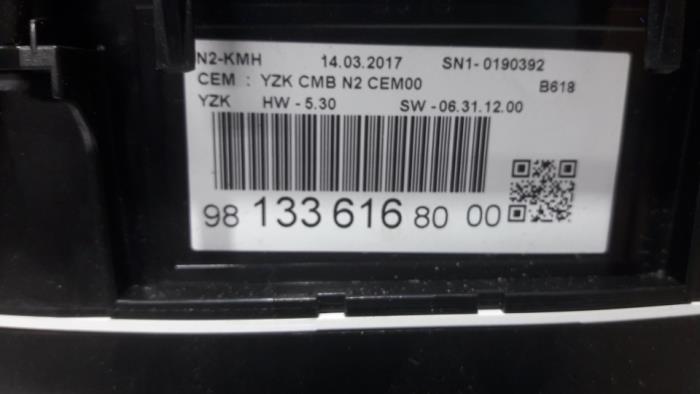 N2-KMH 14.03.2017 SN1- 0190392
CEM : YZK CMB N2 CEM00 B618
YZK HW - 5.30 SW - 06.31.12.00
98 133 616 80 00